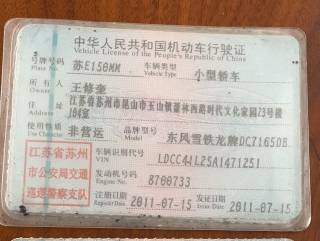 中华人民共和国机动车行驶证
Vehicle License of the People's Republic of China
号牌号码 苏E150MM 车辆类型 小型轿车
Plate No. Vehicle Type
所有人 王修奎
Owner
住址 江苏省苏州市昆山市玉山镇萧林西路时代文化家园23号楼
Address 104室
使用性质 非营运 品牌型号 东风雪铁龙牌DC7165DB
Use Character Model
江苏省苏州 车辆识别代号 LDCC44L25A1471251
VIN
市公安局交通 发动机号码 8700733
Engine No.
巡逻警察支队 注册日期 2011-07-15 发证日期 2011-07-15
Register Date Issue Date